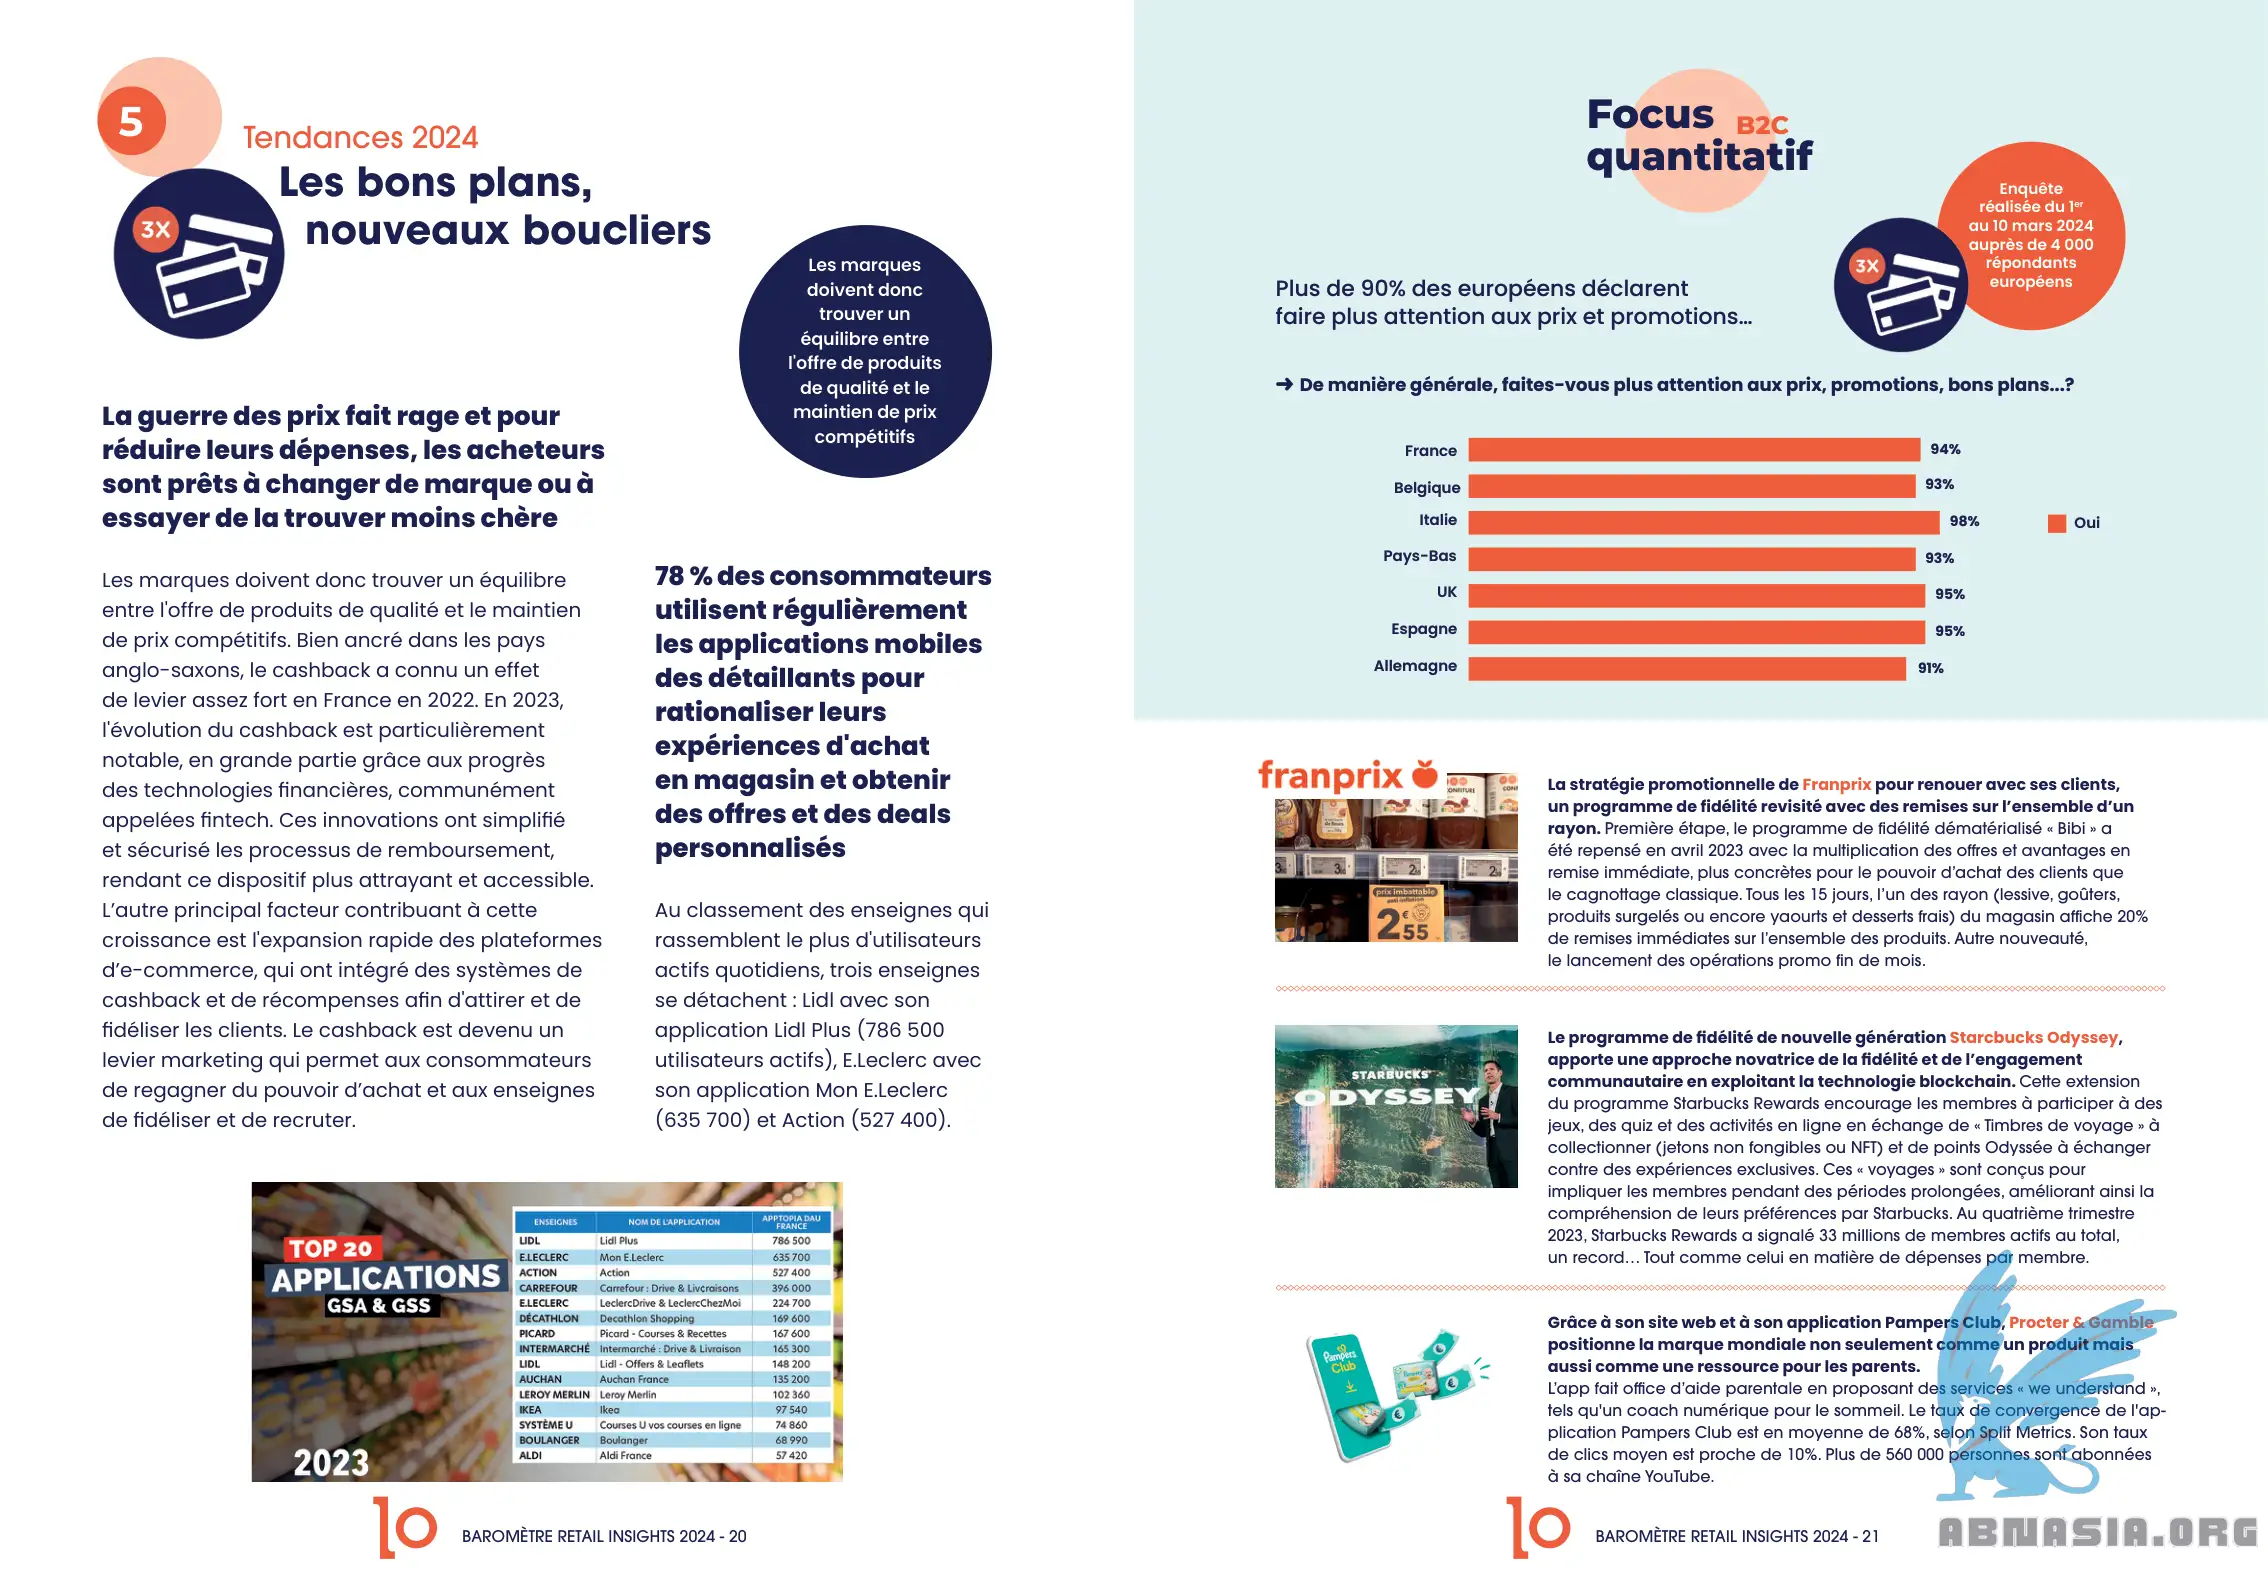 5
Tendances 2024
Les bons plans,
nouveaux boucliers
3X
Les marques
doivent donc
trouver un
équilibre entre
l'offre de produits
de qualité et le
maintien de prix
compétitifs
La guerre des prix fait rage et pour
réduire leurs dépenses, les acheteurs
sont prêts à changer de marque ou à
essayer de la trouver moins chère
Les marques doivent donc trouver un équilibre
entre l'offre de produits de qualité et le maintien
de prix compétitifs. Bien ancré dans les pays
anglo-saxons, le cashback a connu un effet
de levier assez fort en France en 2022. En 2023,
l'évolution du cashback est particulièrement
notable, en grande partie grâce aux progrès
des technologies financières, communément
appelées fintech. Ces innovations ont simplifié
et sécurisé les processus de remboursement,
rendant ce dispositif plus attrayant et accessible.
L’autre principal facteur contribuant à cette
croissance est l'expansion rapide des plateformes
d’e-commerce, qui ont intégré des systèmes de
cashback et de récompenses afin d'attirer et de
fidéliser les clients. Le cashback est devenu un
levier marketing qui permet aux consommateurs
de regagner du pouvoir d’achat et aux enseignes
de fidéliser et de recruter.
78 % des consommateurs
utilisent régulièrement
les applications mobiles
des détaillants pour
rationaliser leurs
expériences d'achat
en magasin et obtenir
des offres et des deals
personnalisés
Au classement des enseignes qui
rassemblent le plus d'utilisateurs
actifs quotidiens, trois enseignes
se détachent : Lidl avec son
application Lidl Plus (786 500
utilisateurs actifs), E.Leclerc avec
son application Mon E.Leclerc
(635 700) et Action (527 400).
TOP 20
APPLICATIONS
GSA & GSS
2023
ENSEIGNES NOM DE L'APPLICATION APPTOPIA DAU FRANCE
LIDL Lidl Plus 786 500
E.LECLERC Mon E.Leclerc 635 700
ACTION Action 527 400
CARREFOUR Carrefour : Drive & Livçraisons 396 000
E.LECLERC LeclercDrive & LeclercChezMoi 224 700
DÉCATHLON Decathlon Shopping 169 600
PICARD Picard - Courses & Recettes 167 600
INTERMARCHÉ Intermarché : Drive & Livraison 165 300
LIDL Lidl - Offers & Leaflets 148 200
AUCHAN Auchan France 135 200
LEROY MERLIN Leroy Merlin 102 360
IKEA Ikea 97 540
SYSTÈME U Courses U vos courses en ligne 74 860
BOULANGER Boulanger 68 990
ALDI Aldi France 57 420
10 BAROMÈTRE RETAIL INSIGHTS 2024 - 20
Focus B2C
quantitatif
Enquête
réalisée du 1er
au 10 mars 2024
auprès de 4 000
répondants
européens
3X
Plus de 90% des européens déclarent
faire plus attention aux prix et promotions...
➜ De manière générale, faites-vous plus attention aux prix, promotions, bons plans...?
France 94%
Belgique 93%
Italie 98%
Oui
Pays-Bas 93%
UK 95%
Espagne 95%
Allemagne 91%
franprix
CONFITURE
prix imbattable
anti inflation
2€55
La stratégie promotionnelle de Franprix pour renouer avec ses clients,
un programme de fidélité revisité avec des remises sur l’ensemble d’un
rayon. Première étape, le programme de fidélité dématérialisé « Bibi » a
été repensé en avril 2023 avec la multiplication des offres et avantages en
remise immédiate, plus concrètes pour le pouvoir d’achat des clients que
le cagnottage classique. Tous les 15 jours, l’un des rayon (lessive, goûters,
produits surgelés ou encore yaourts et desserts frais) du magasin affiche 20%
de remises immédiates sur l’ensemble des produits. Autre nouveauté,
le lancement des opérations promo fin de mois.
STARBUCKS
ODYSSEY
Le programme de fidélité de nouvelle génération Starcbucks Odyssey,
apporte une approche novatrice de la fidélité et de l’engagement
communautaire en exploitant la technologie blockchain. Cette extension
du programme Starbucks Rewards encourage les membres à participer à des
jeux, des quiz et des activités en ligne en échange de « Timbres de voyage » à
collectionner (jetons non fongibles ou NFT) et de points Odyssée à échanger
contre des expériences exclusives. Ces « voyages » sont conçus pour
impliquer les membres pendant des périodes prolongées, améliorant ainsi la
compréhension de leurs préférences par Starbucks. Au quatrième trimestre
2023, Starbucks Rewards a signalé 33 millions de membres actifs au total,
un record… Tout comme celui en matière de dépenses par membre.
Pampers
Club
Grâce à son site web et à son application Pampers Club, Procter & Gamble
positionne la marque mondiale non seulement comme un produit mais
aussi comme une ressource pour les parents.
L’app fait office d’aide parentale en proposant des services « we understand »,
tels qu'un coach numérique pour le sommeil. Le taux de convergence de l'ap-
plication Pampers Club est en moyenne de 68%, selon Split Metrics. Son taux
de clics moyen est proche de 10%. Plus de 560 000 personnes sont abonnées
à sa chaîne YouTube.
10 BAROMÈTRE RETAIL INSIGHTS 2024 - 21
ABNASIA.ORG